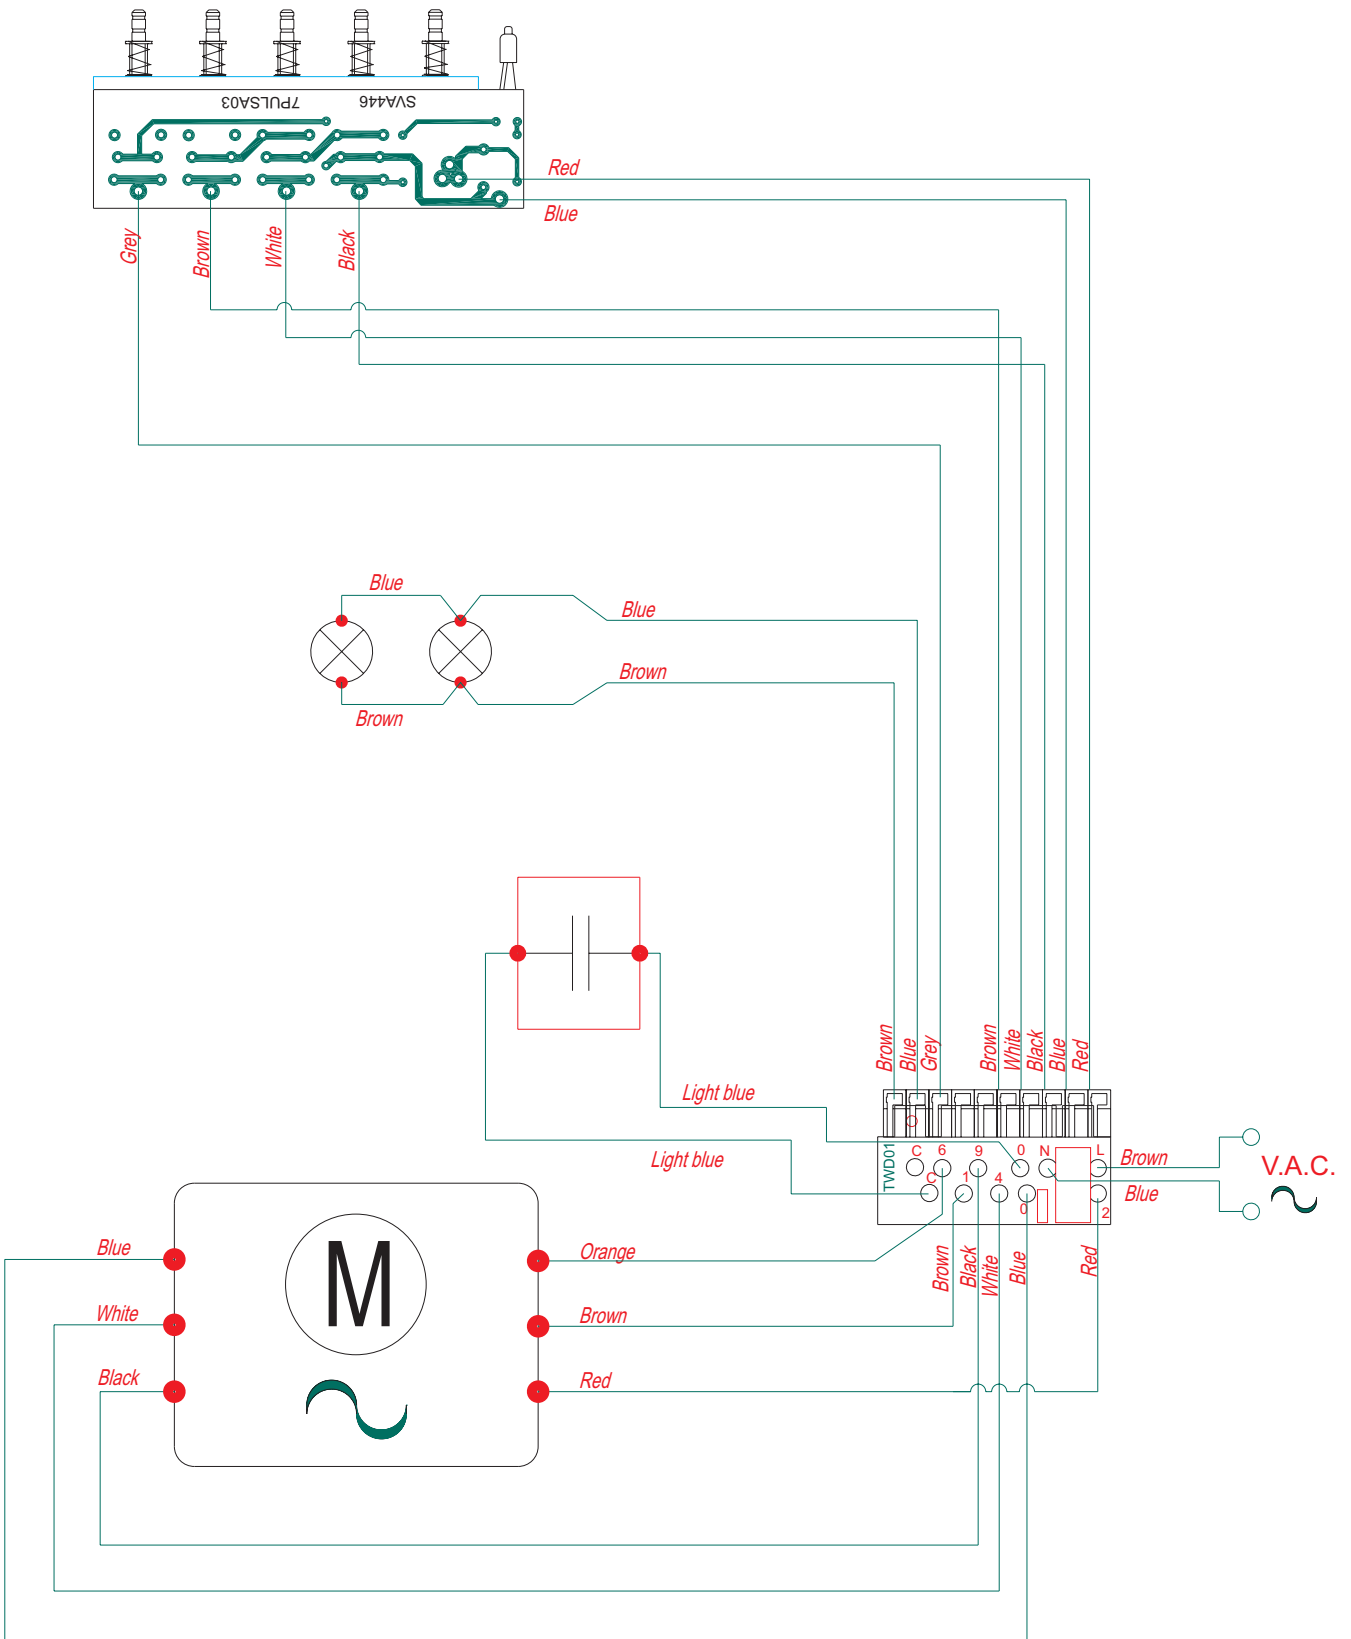 7PULSA03 SVA446
Red
Blue
Grey
Brown
White
Black
Blue
Blue
Brown
Brown
Brown
Blue
Grey
Brown
White
Black
Blue
Red
Light blue
Light blue
TWD01
C 6 9 0 N L
C 1 4 0 2
Brown
V.A.C.
Blue
Blue
M
Orange
Brown
Black
White
Blue
Red
White
Brown
Black
Red